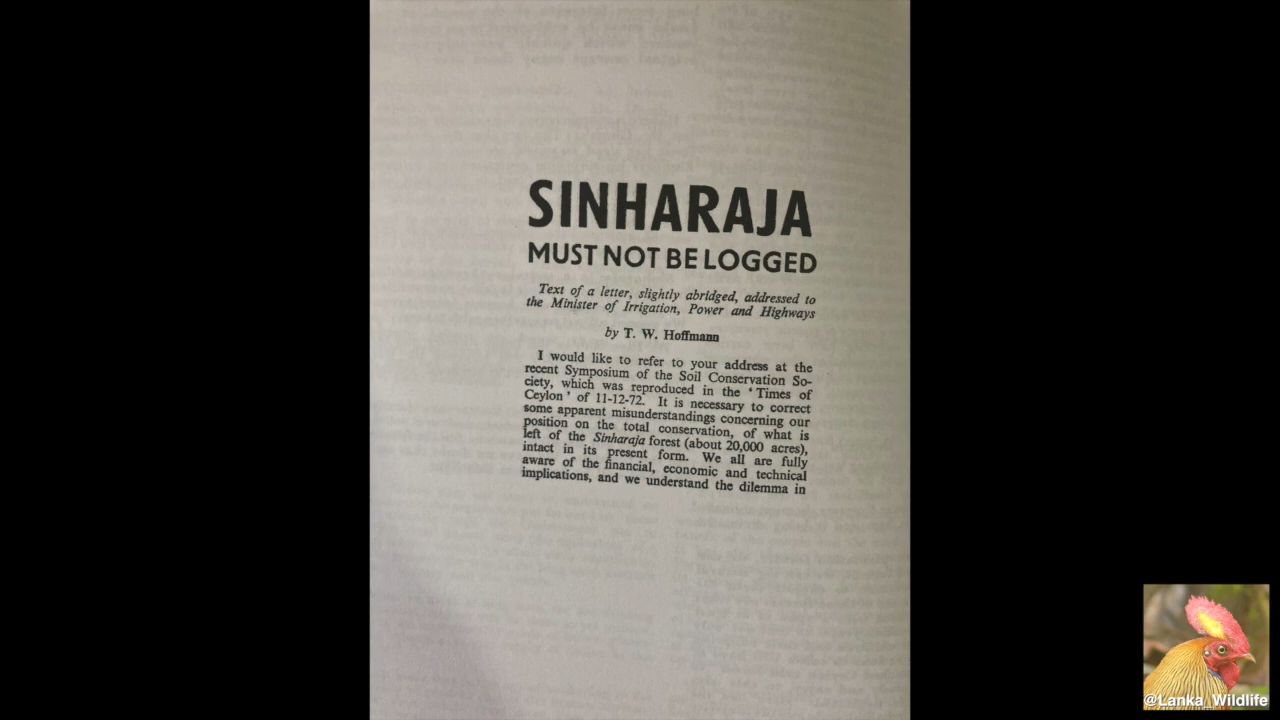 SINHARAJA
MUST NOT BE LOGGED
Text of a letter, slightly abridged, addressed to
the Minister of Irrigation, Power and Highways
by T. W. Hoffmann
I would like to refer to your address at the
recent Symposium of the Soil Conservation So-
ciety, which was reproduced in the ‘ Times of
Ceylon ’ of 11-12-72. It is necessary to correct
some apparent misunderstandings concerning our
position on the total conservation, of what is
left of the Sinharaja forest (about 20,000 acres),
intact in its present form. We all are fully
aware of the financial, economic and technical
implications, and we understand the dilemma in
@Lanka_Wildlife